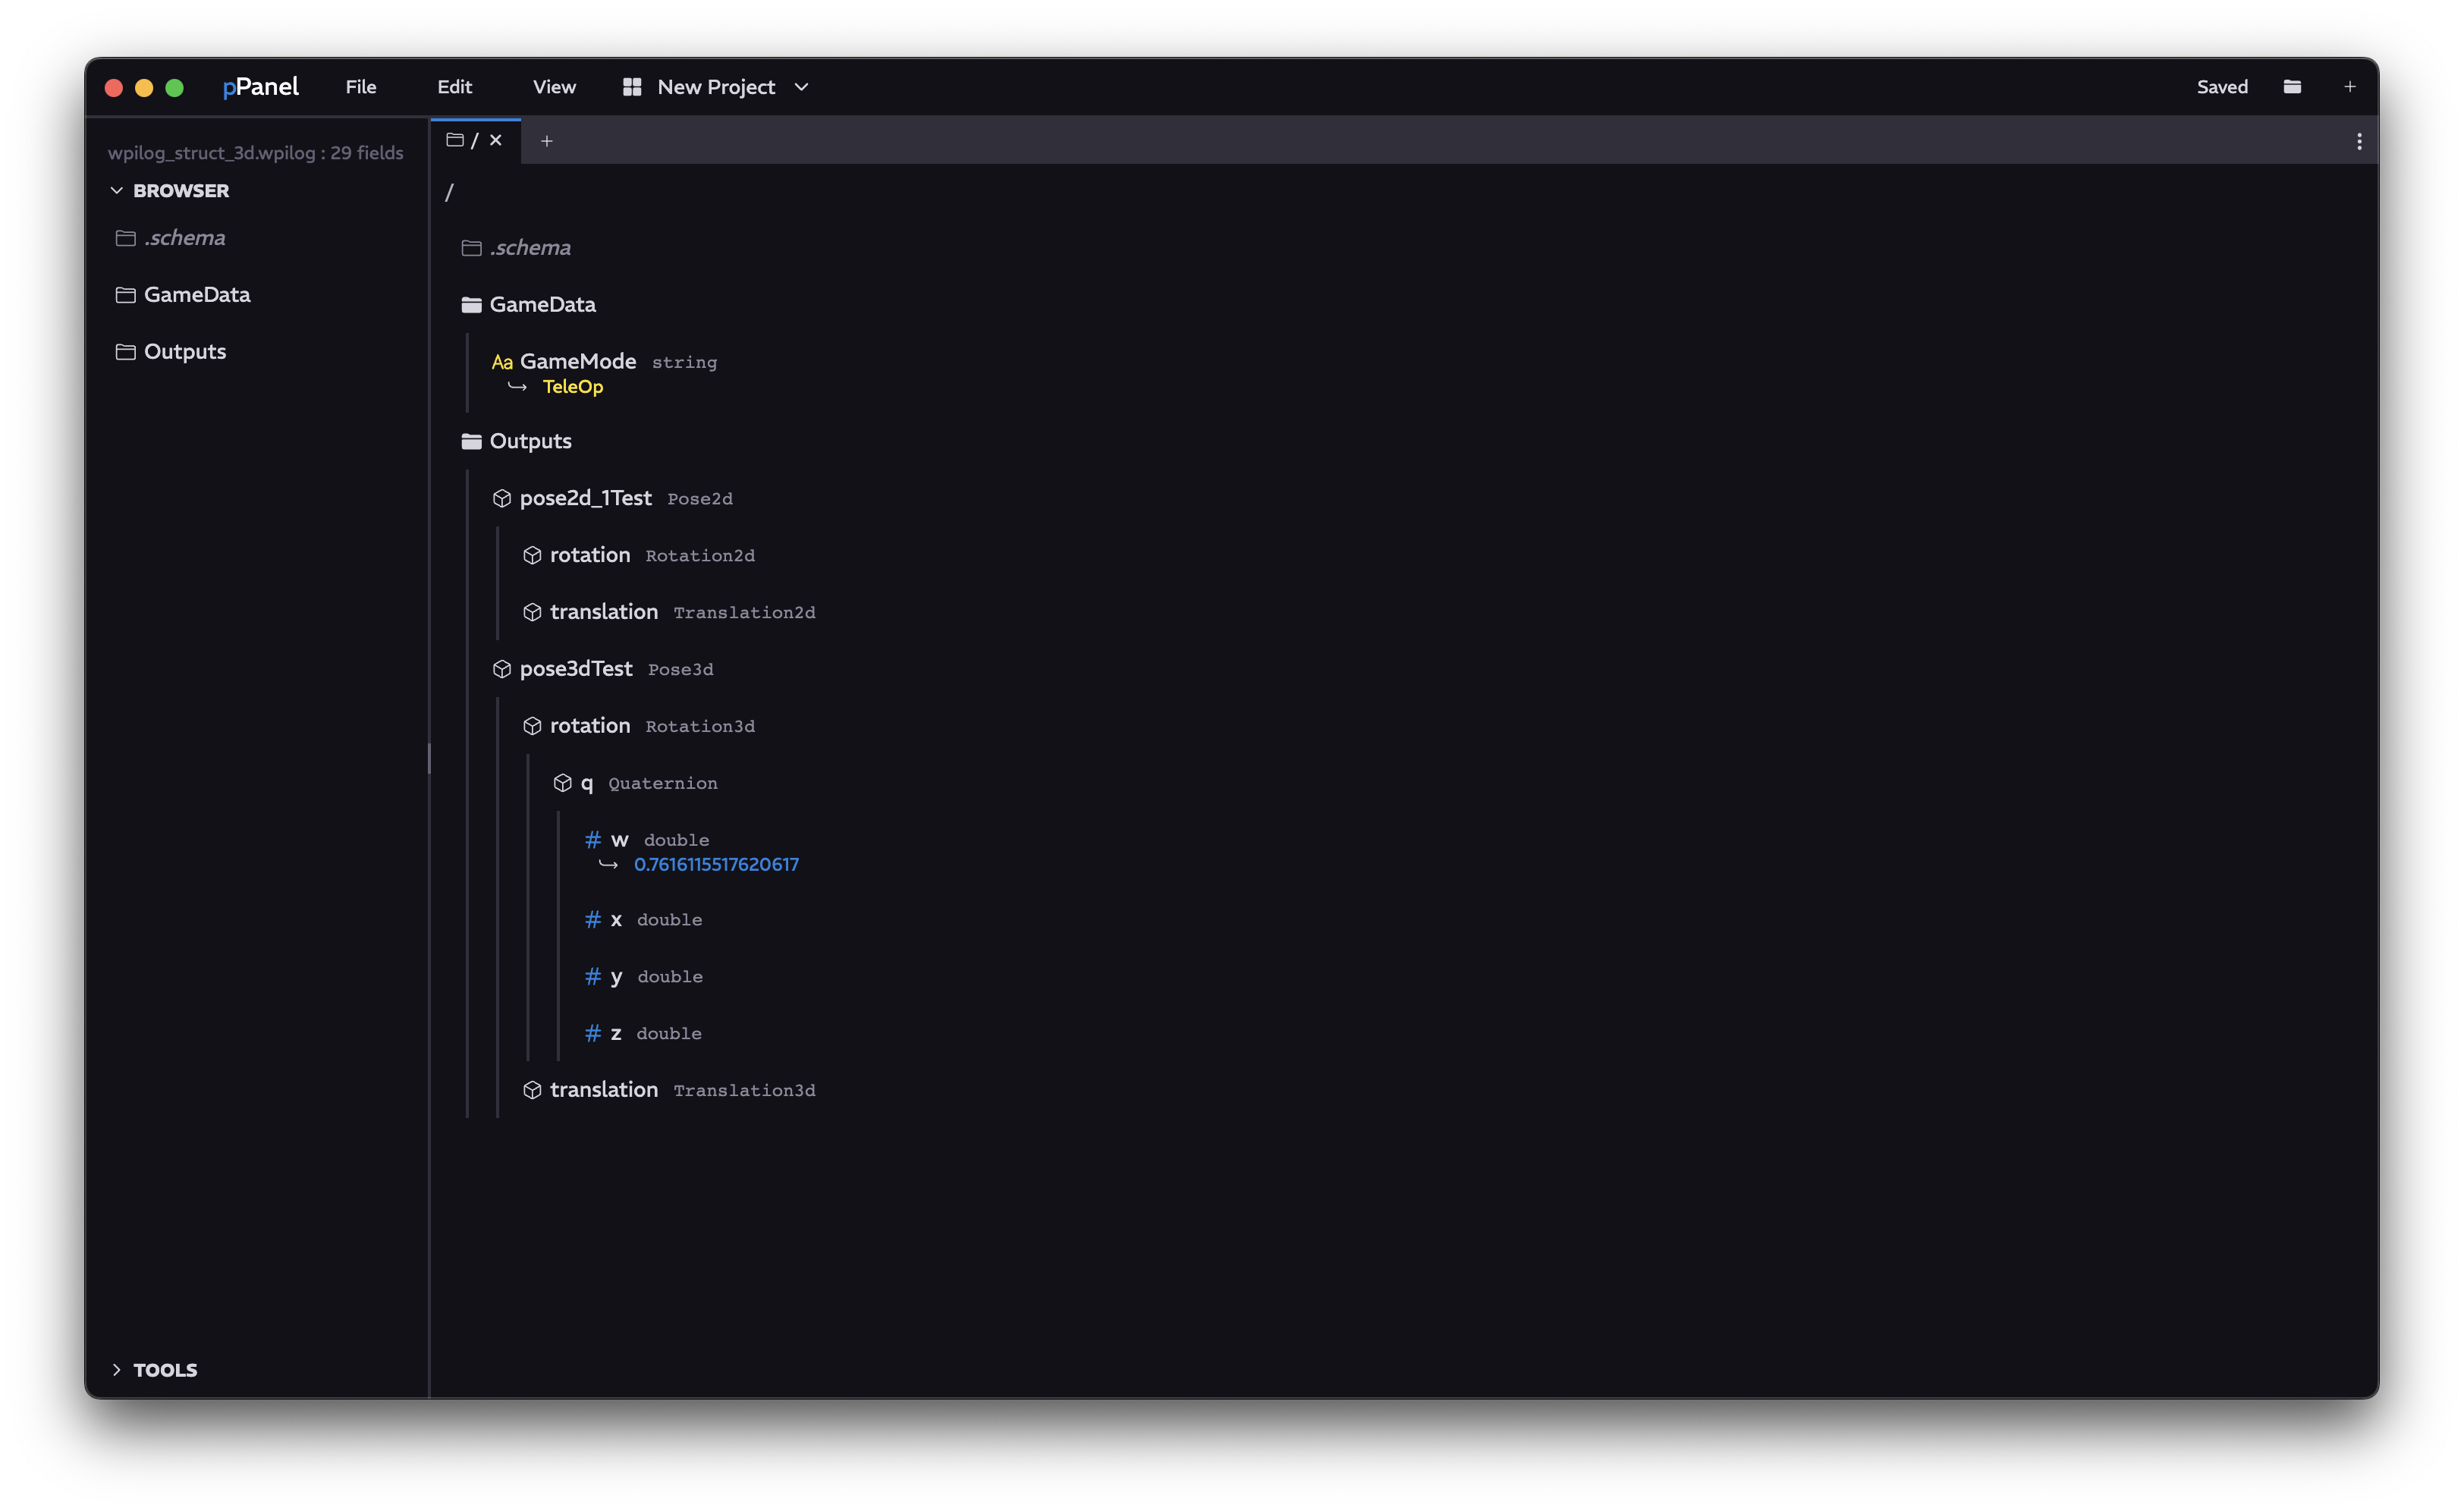 pPanel File Edit View New Project Saved +
wpilog_struct_3d.wpilog : 29 fields
BROWSER
.schema
GameData
Outputs
TOOLS
/ × +
/
.schema
GameData
Aa GameMode string
TeleOp
Outputs
pose2d_1Test Pose2d
rotation Rotation2d
translation Translation2d
pose3dTest Pose3d
rotation Rotation3d
q Quaternion
# w double
0.7616115517620617
# x double
# y double
# z double
translation Translation3d